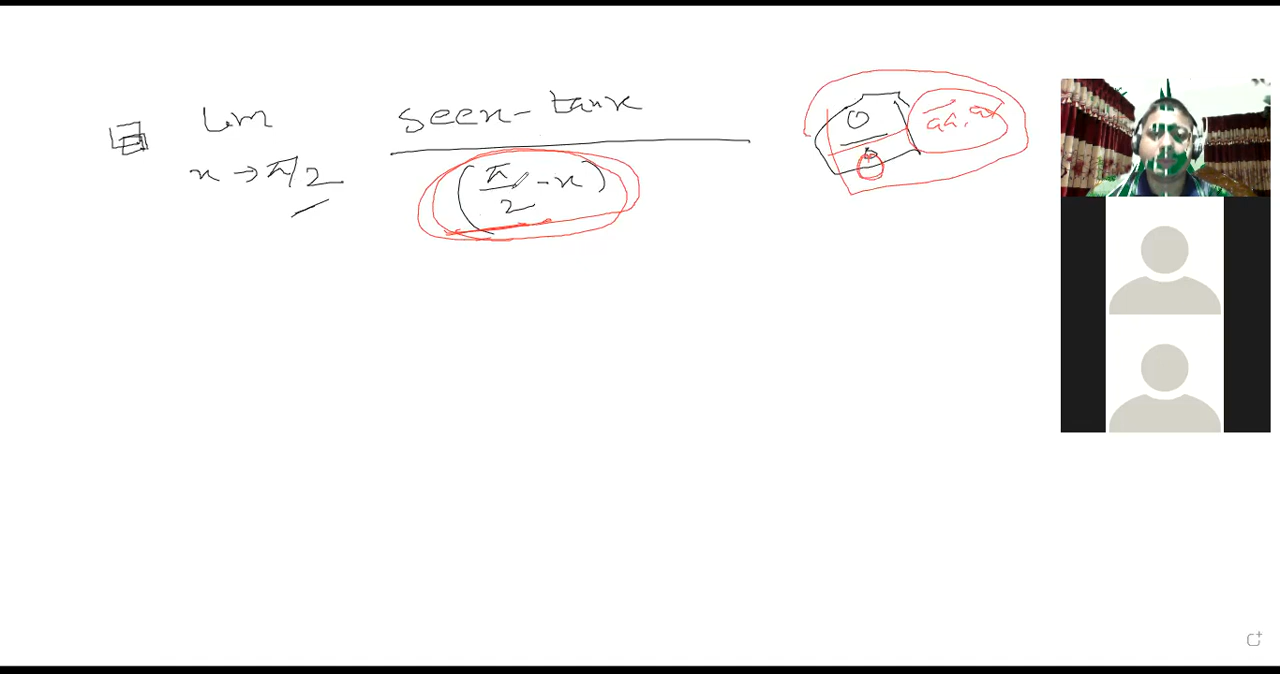 Lim secx - tanx
x → π/2 (π/2 - x)
0
0